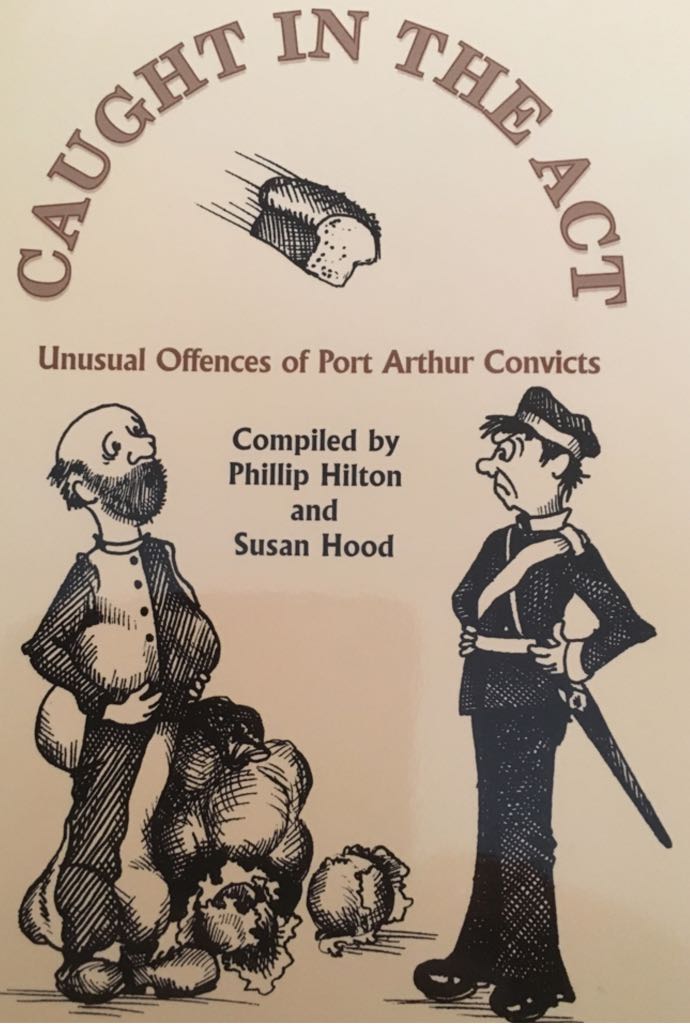 CAUGHT IN THE ACT
Unusual Offences of Port Arthur Convicts
Compiled by
Phillip Hilton
and
Susan Hood